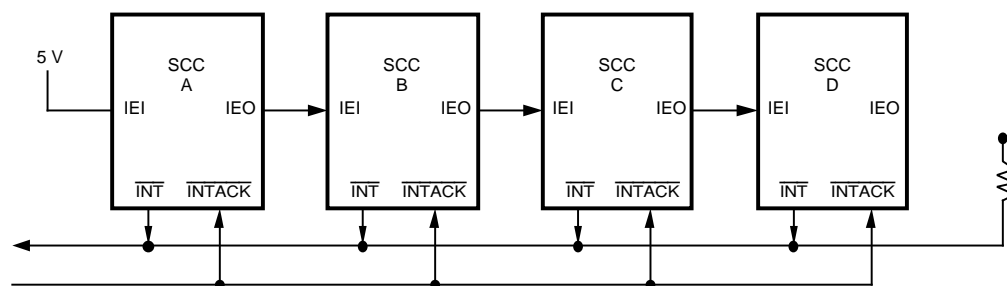 5 V
SCC
A
IEI
IEO
INT
INTACK
SCC
B
IEI
IEO
INT
INTACK
SCC
C
IEI
IEO
INT
INTACK
SCC
D
IEI
IEO
INT
INTACK